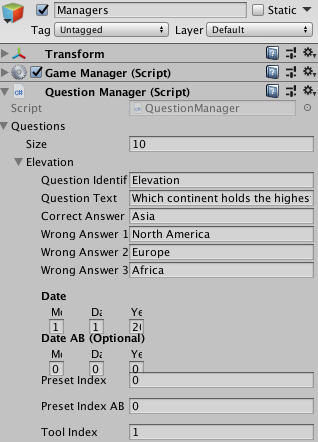 Managers Static
Tag Untagged Layer Default
Transform
Game Manager (Script)
C# Question Manager (Script)
Script QuestionManager
Questions
Size 10
Elevation
Question Identif Elevation
Question Text Which continent holds the highes
Correct Answer Asia
Wrong Answer 1 North America
Wrong Answer 2 Europe
Wrong Answer 3 Africa
Date
Mo Da Ye
1 1
Date AB (Optional)
Mo Da Ye
0 0 0
Preset Index 0
Preset Index AB 0
Tool Index 1